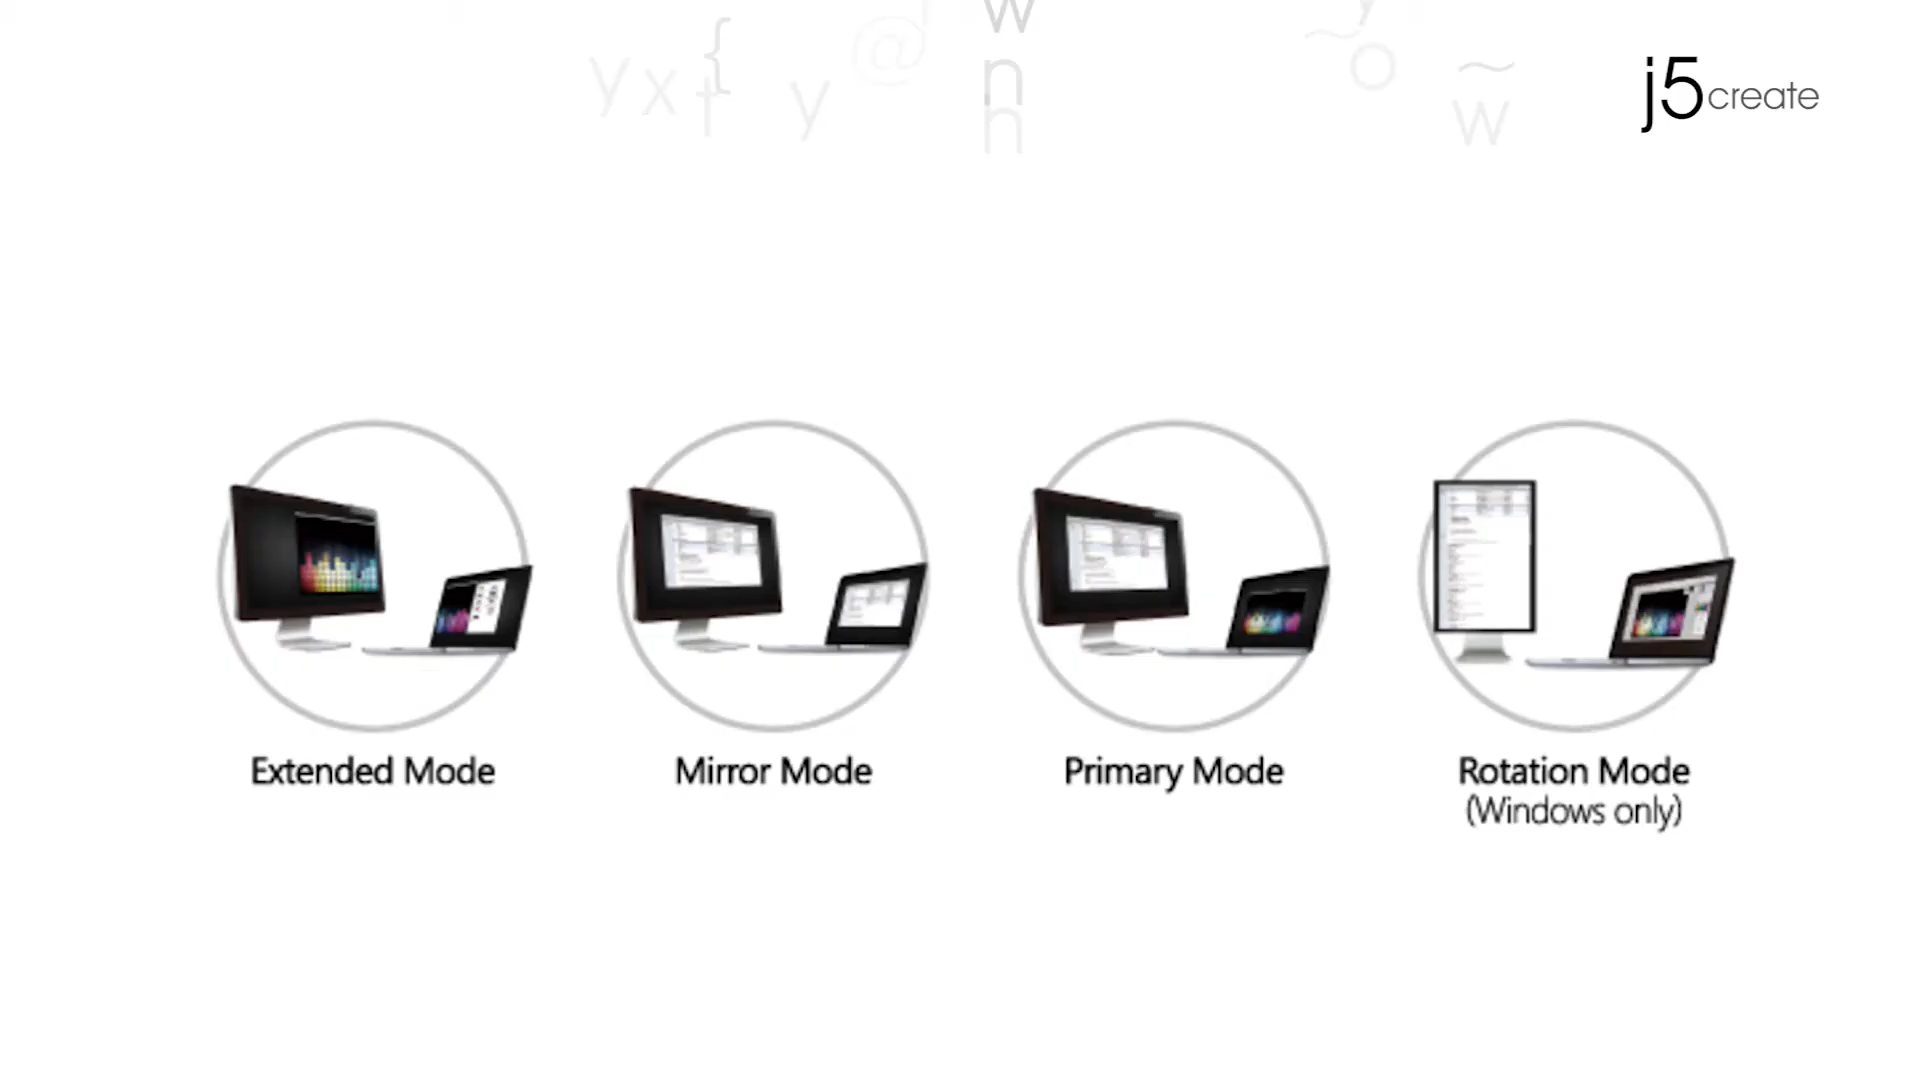 w
{
y x t y @ n ~ o ~
h w
j5create
Extended Mode
Mirror Mode
Primary Mode
Rotation Mode
(Windows only)